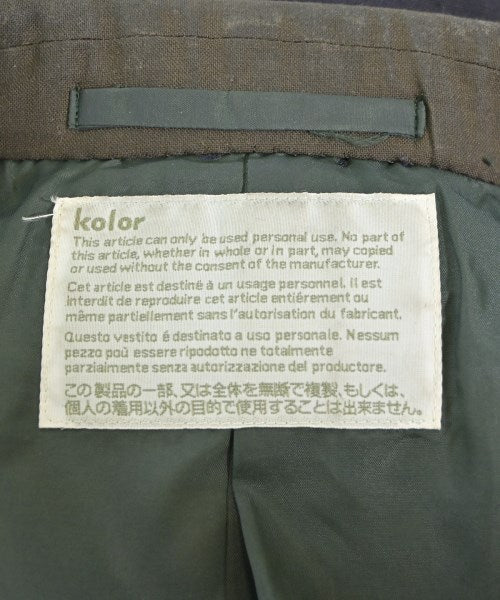 kolor
This article can only be used personal use. No part of
this article, whether in whole or in part, may copied
or used without the consent of the manufacturer.
Cet article est destiné à un usage personnel. Il est
interdit de reproduire cet article entiérement ou
même partiellement sans l'autorisation du fabricant.
Questo vestito é destinato a uso personale. Nessum
pezzo poù essere ripodotto ne totalmente
parzialmente senza autorizzazione del productore.
この製品の一部、又は全体を無断で複製、もしくは、
個人の着用以外の目的で使用することは出来ません。